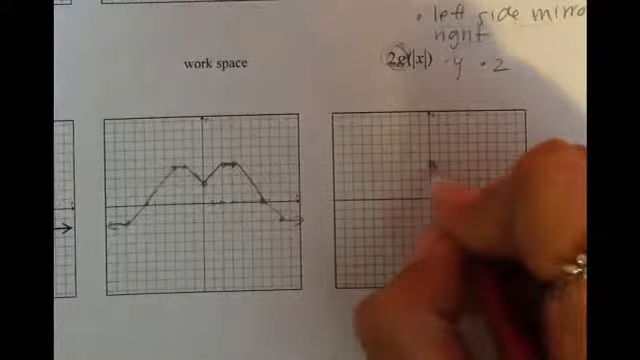 • left side mirro
right
work space
2g(|x|) · y • 2